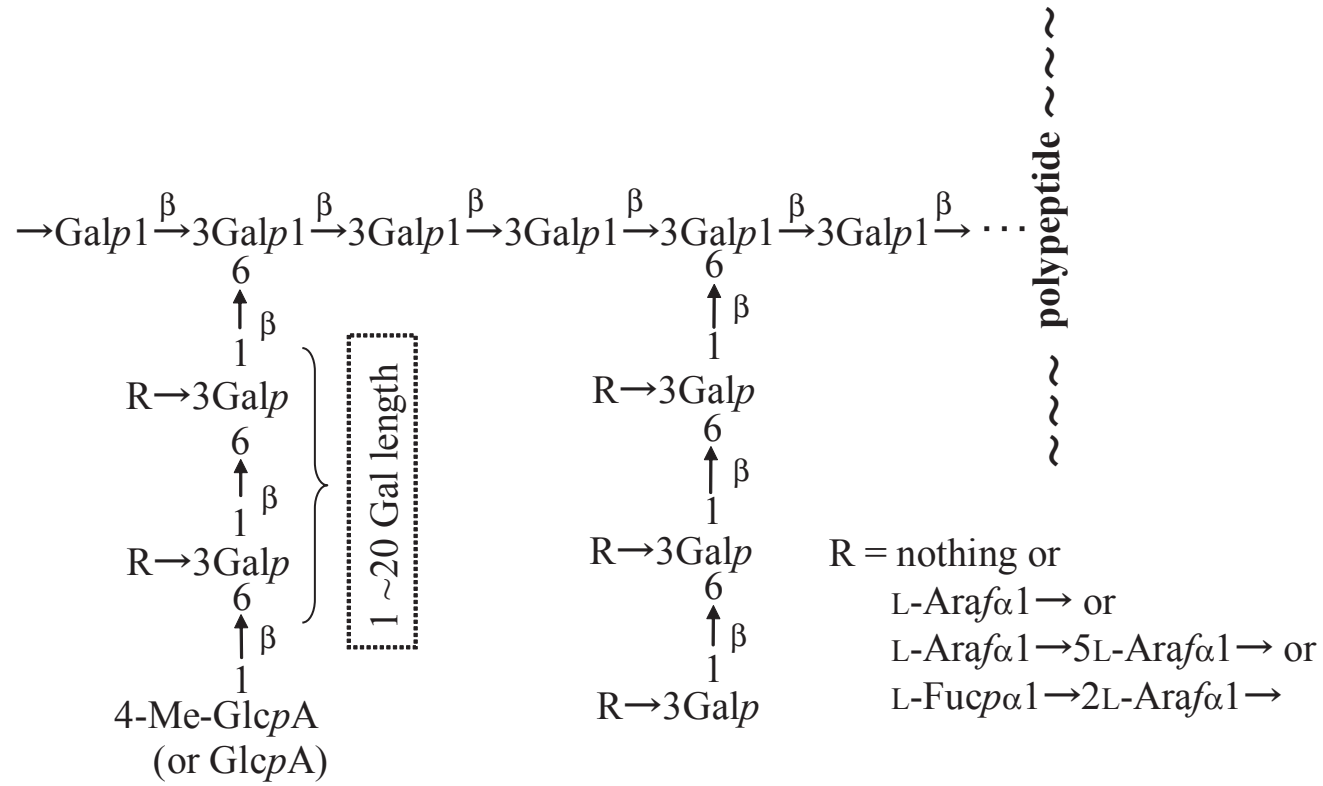 →Galp1 →β 3Galp1 →β 3Galp1 →β 3Galp1 →β 3Galp1 →β 3Galp1 →β ··· ~ ~ polypeptide ~ ~ ~ ~
6 6
↑ β ↑ β
1 1
R→3Galp R→3Galp
6 6
↑ β ↑ β
1 1
R→3Galp R→3Galp
6 6
↑ β ↑ β
1 1
4-Me-GlcpA R→3Galp
(or GlcpA)
1 ~20 Gal length
R = nothing or
L-Arafα1→ or
L-Arafα1→5L-Arafα1→ or
L-Fucpα1→2L-Arafα1→